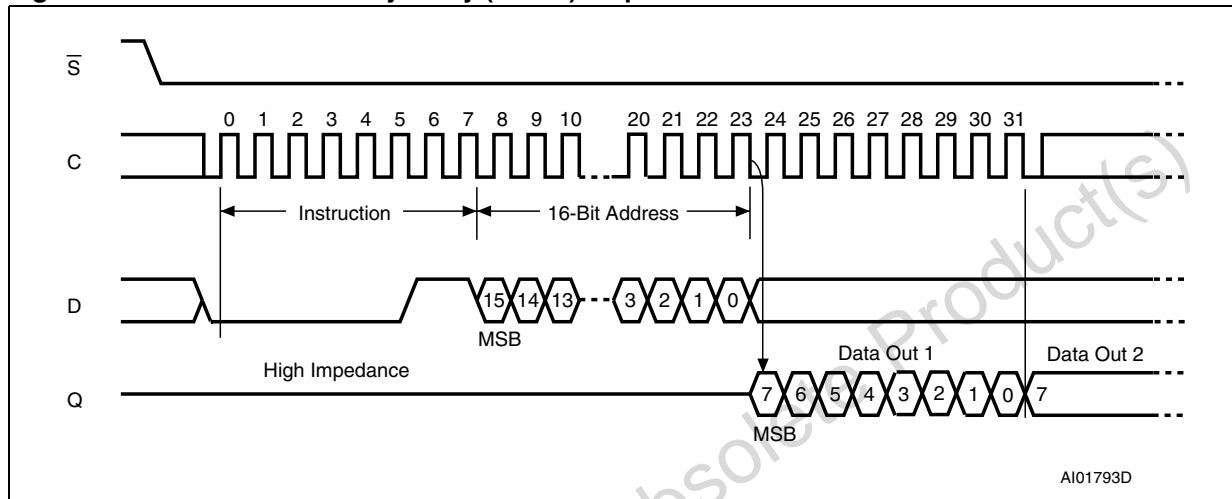 S
0 1 2 3 4 5 6 7 8 9 10 20 21 22 23 24 25 26 27 28 29 30 31
C
Instruction 16-Bit Address
D
15 14 13 3 2 1 0
MSB
High Impedance
Data Out 1 Data Out 2
Q
7 6 5 4 3 2 1 0 7
MSB
AI01793D
Product(s)